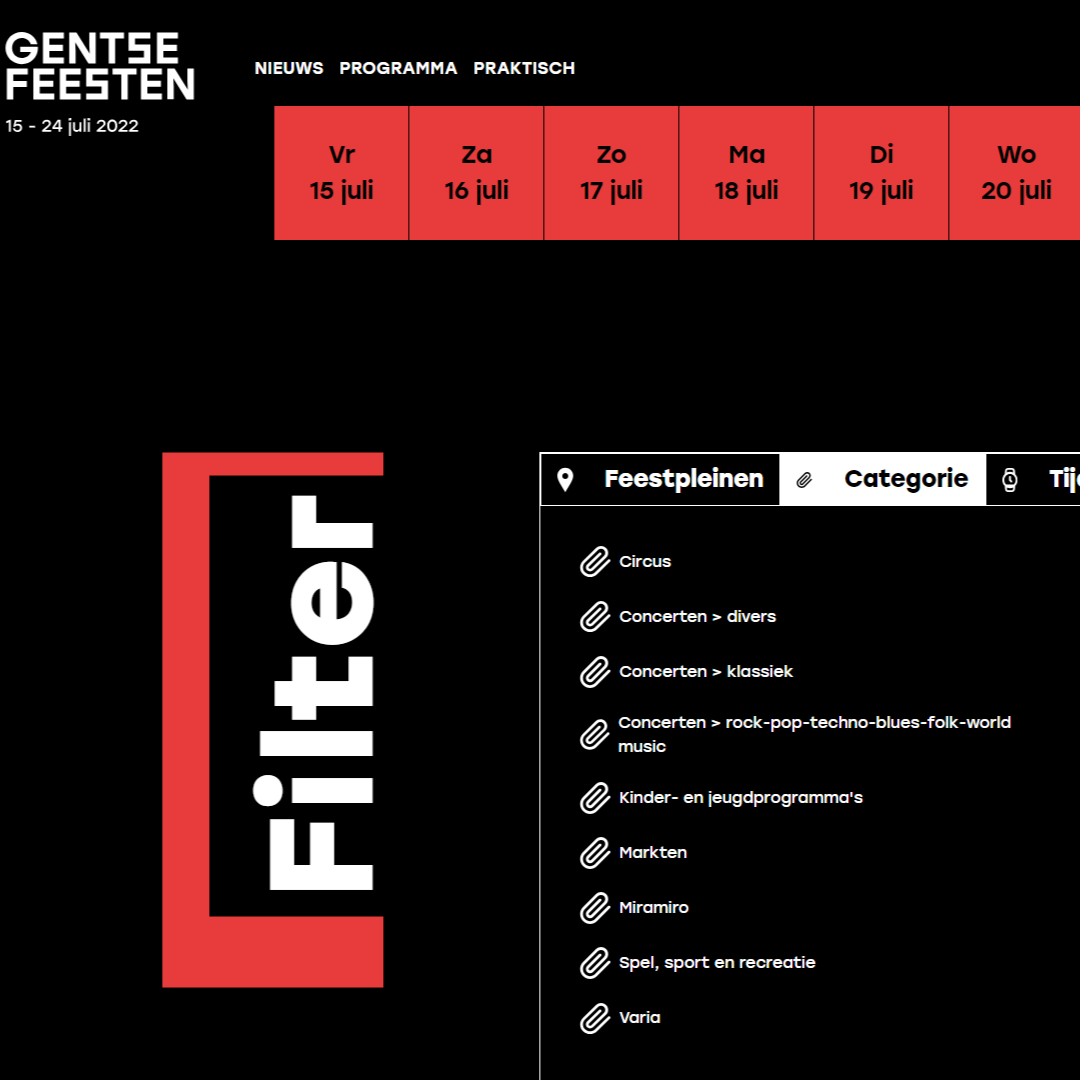 GENTSE
FEESTEN
15 - 24 juli 2022
NIEUWS PROGRAMMA PRAKTISCH
Vr
15 juli
Za
16 juli
Zo
17 juli
Ma
18 juli
Di
19 juli
Wo
20 juli
Filter
Feestpleinen
Categorie
Circus
Concerten > divers
Concerten > klassiek
Concerten > rock-pop-techno-blues-folk-world
music
Kinder- en jeugdprogramma's
Markten
Miramiro
Spel, sport en recreatie
Varia